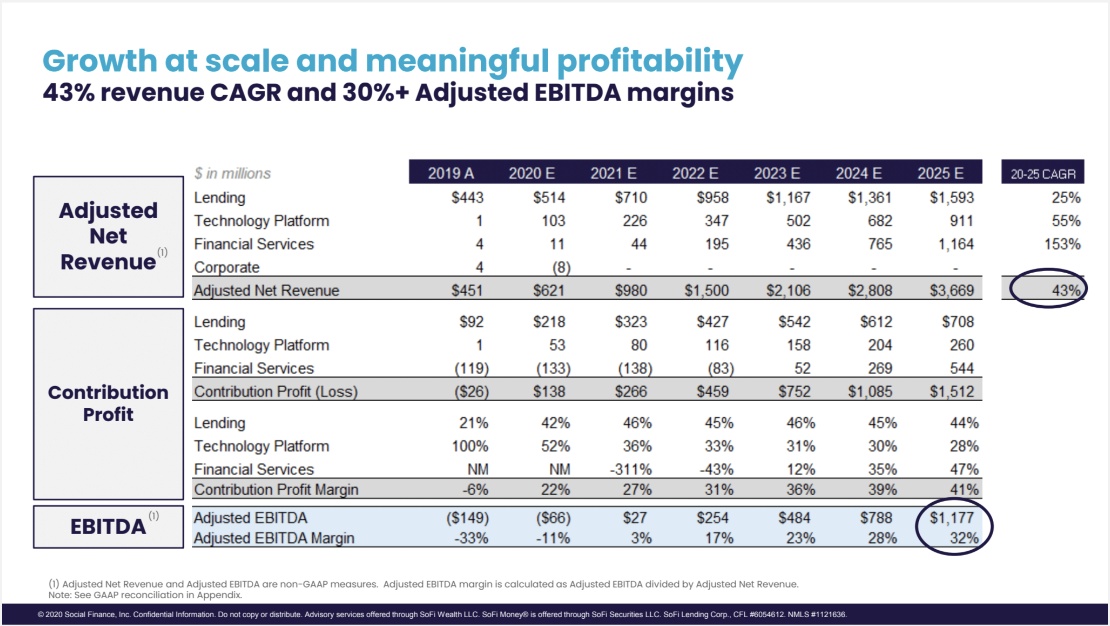 Growth at scale and meaningful profitability
43% revenue CAGR and 30%+ Adjusted EBITDA margins
$ in millions 2019 A 2020 E 2021 E 2022 E 2023 E 2024 E 2025 E 20-25 CAGR
Adjusted
Net
Revenue (1)
Lending $443 $514 $710 $958 $1,167 $1,361 $1,593 25%
Technology Platform 1 103 226 347 502 682 911 55%
Financial Services 4 11 44 195 436 765 1,164 153%
Corporate 4 (8) - - - - -
Adjusted Net Revenue $451 $621 $980 $1,500 $2,106 $2,808 $3,669 43%
Contribution
Profit
Lending $92 $218 $323 $427 $542 $612 $708
Technology Platform 1 53 80 116 158 204 260
Financial Services (119) (133) (138) (83) 52 269 544
Contribution Profit (Loss) ($26) $138 $266 $459 $752 $1,085 $1,512
Lending 21% 42% 46% 45% 46% 45% 44%
Technology Platform 100% 52% 36% 33% 31% 30% 28%
Financial Services NM NM -311% -43% 12% 35% 47%
Contribution Profit Margin -6% 22% 27% 31% 36% 39% 41%
EBITDA (1)
Adjusted EBITDA ($149) ($66) $27 $254 $484 $788 $1,177
Adjusted EBITDA Margin -33% -11% 3% 17% 23% 28% 32%
(1) Adjusted Net Revenue and Adjusted EBITDA are non-GAAP measures. Adjusted EBITDA margin is calculated as Adjusted EBITDA divided by Adjusted Net Revenue.
Note: See GAAP reconciliation in Appendix.
© 2020 Social Finance, Inc. Confidential Information. Do not copy or distribute. Advisory services offered through SoFi Wealth LLC. SoFi Money® is offered through SoFi Securities LLC. SoFi Lending Corp., CFL #6054612. NMLS #1121636.